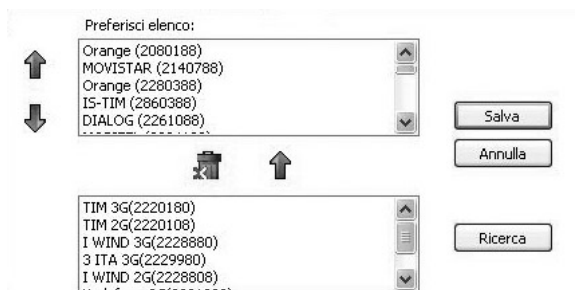 Preferisci elenco:
Orange (2080188)
MOVISTAR (2140788)
Orange (2280388)
IS-TIM (2860388)
DIALOG (2261088)
Salva
Annulla
TIM 3G(2220180)
TIM 2G(2220108)
I WIND 3G(2228880)
3 ITA 3G(2229980)
I WIND 2G(2228808)
Ricerca